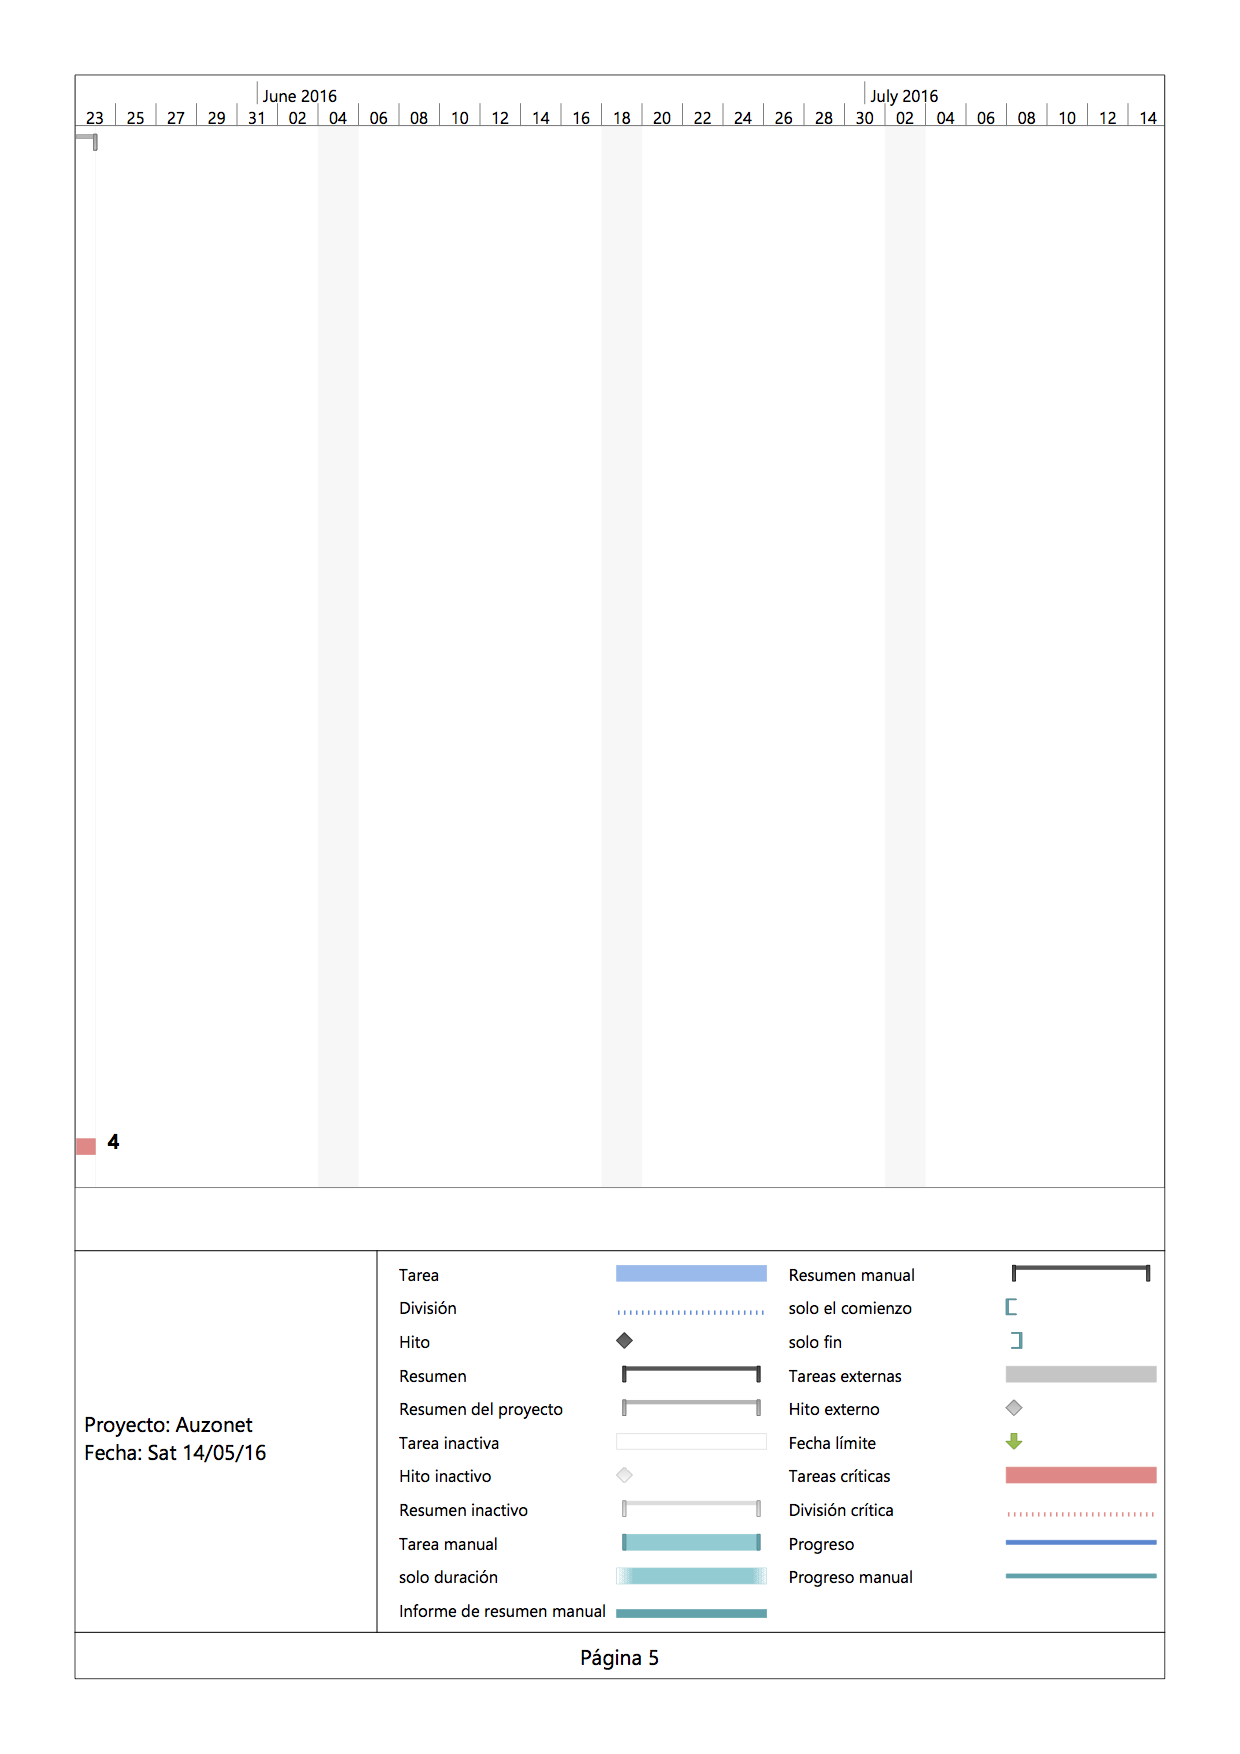 June 2016 July 2016
23 25 27 29 31 02 04 06 08 10 12 14 16 18 20 22 24 26 28 30 02 04 06 08 10 12 14
4
Proyecto: Auzonet
Fecha: Sat 14/05/16
Tarea
División
Hito
Resumen
Resumen del proyecto
Tarea inactiva
Hito inactivo
Resumen inactivo
Tarea manual
solo duración
Informe de resumen manual
Resumen manual
solo el comienzo
solo fin
Tareas externas
Hito externo
Fecha límite
Tareas críticas
División crítica
Progreso
Progreso manual
Página 5